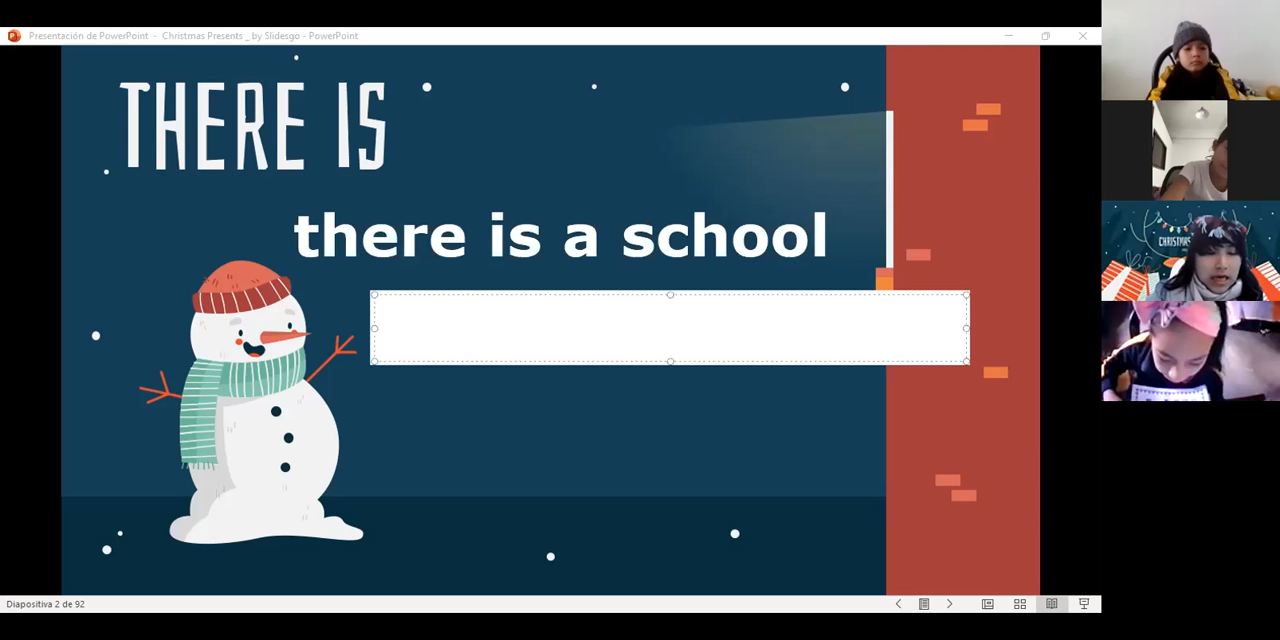 Presentación de PowerPoint - Christmas Presents _ by Slidesgo - PowerPoint
THERE IS
there is a school
CHRISTMAS
Diapositiva 2 de 92